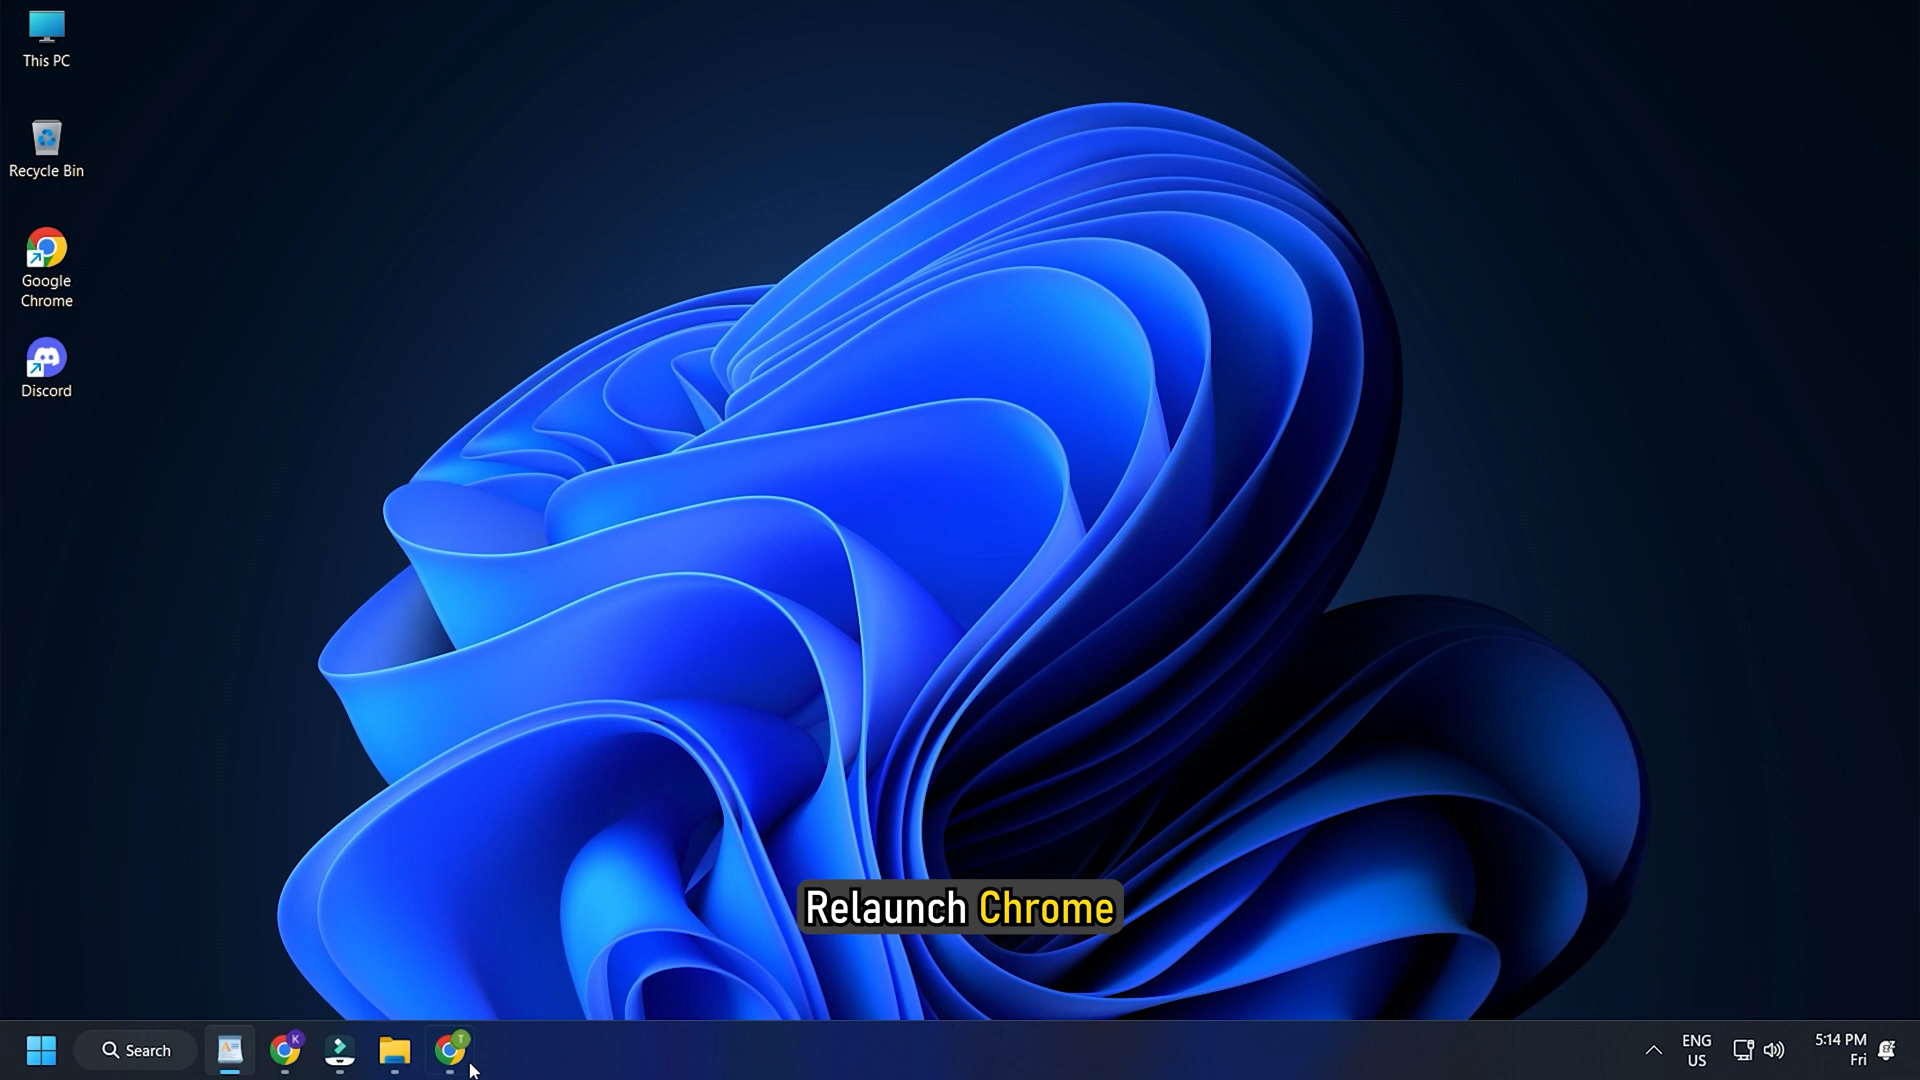 This PC
Recycle Bin
Google
Chrome
Discord
Relaunch Chrome
Search
K
T
ENG
US
5:14 PM
Fri